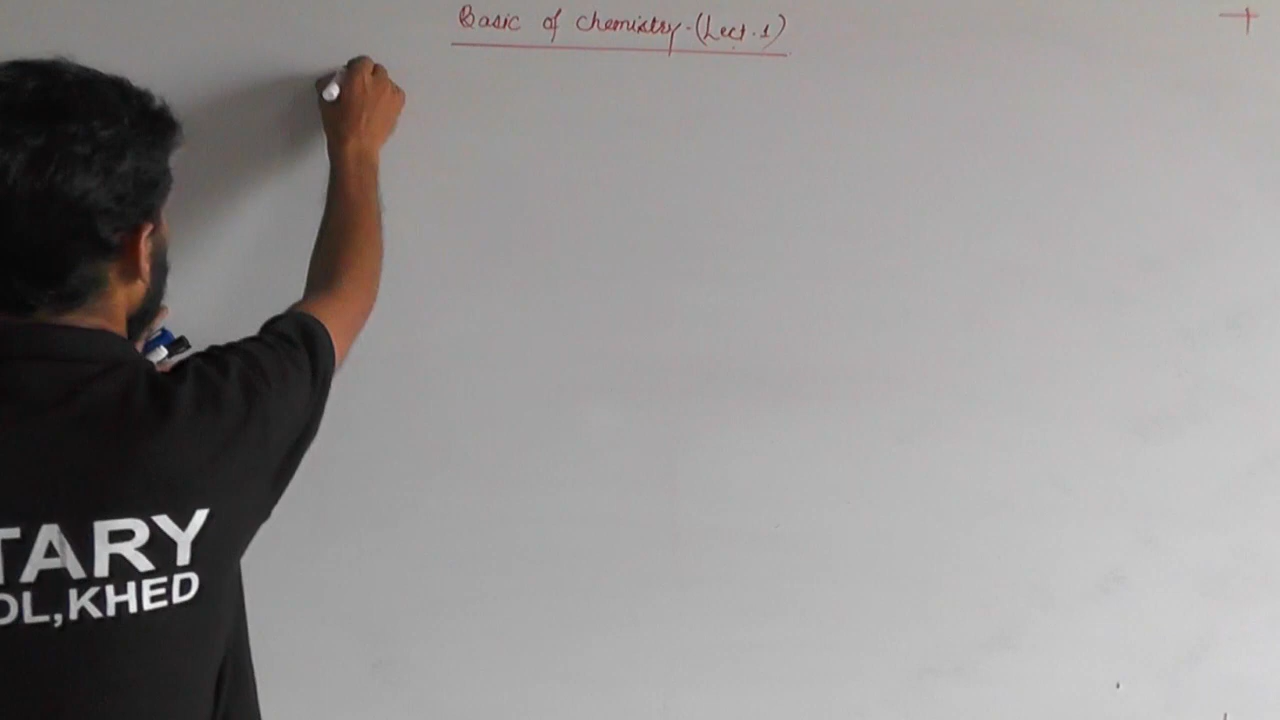 Basic of chemistry-(Lect.1)
TARY
OL,KHED